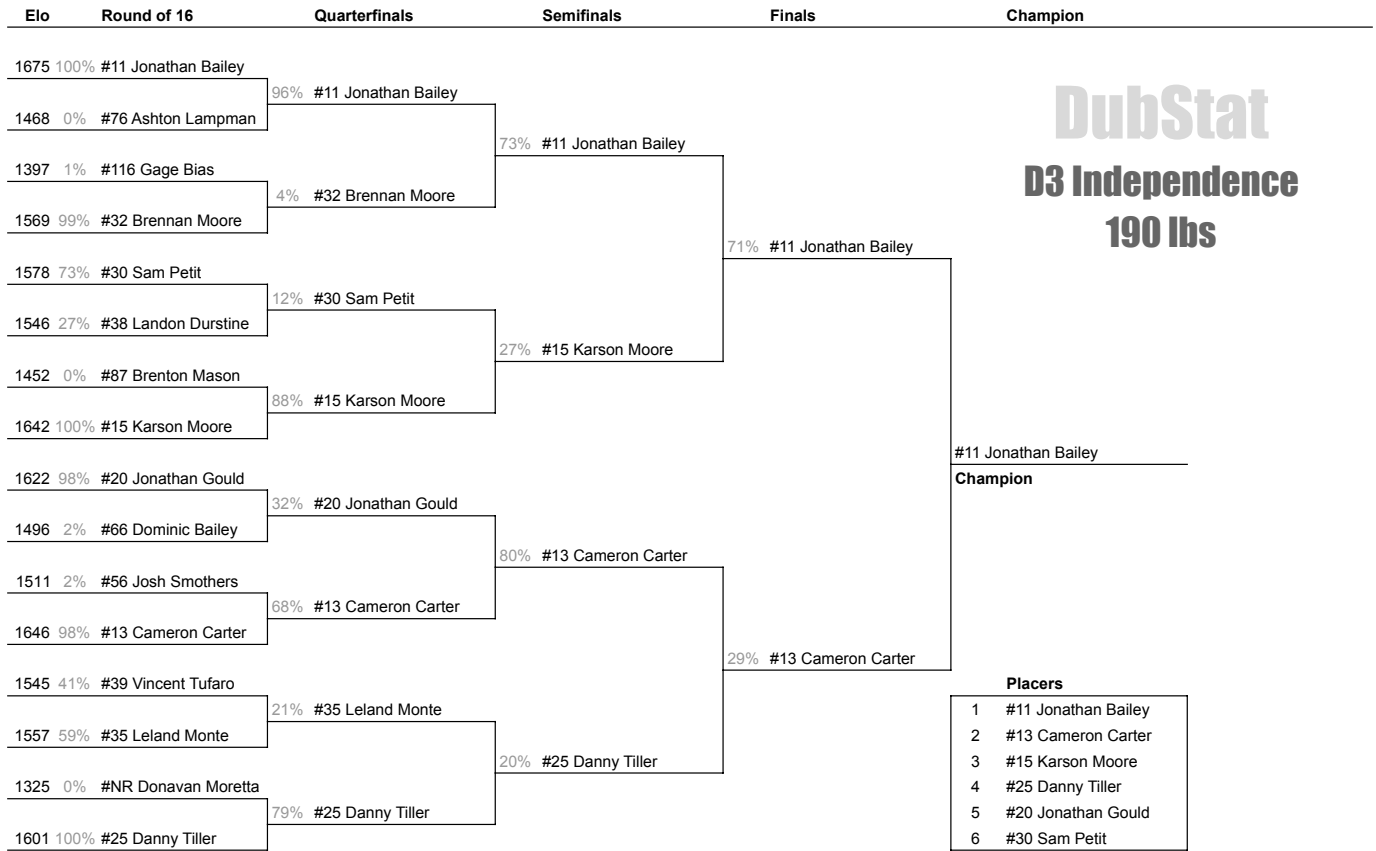 Elo Round of 16 Quarterfinals Semifinals Finals Champion
1675 100% #11 Jonathan Bailey
96% #11 Jonathan Bailey
DubStat
1468 0% #76 Ashton Lampman
73% #11 Jonathan Bailey
1397 1% #116 Gage Bias
D3 Independence
4% #32 Brennan Moore
1569 99% #32 Brennan Moore
190 lbs
71% #11 Jonathan Bailey
1578 73% #30 Sam Petit
12% #30 Sam Petit
1546 27% #38 Landon Durstine
27% #15 Karson Moore
1452 0% #87 Brenton Mason
88% #15 Karson Moore
1642 100% #15 Karson Moore
#11 Jonathan Bailey
1622 98% #20 Jonathan Gould
Champion
32% #20 Jonathan Gould
1496 2% #66 Dominic Bailey
80% #13 Cameron Carter
1511 2% #56 Josh Smothers
68% #13 Cameron Carter
1646 98% #13 Cameron Carter
29% #13 Cameron Carter
1545 41% #39 Vincent Tufaro
Placers
21% #35 Leland Monte
1 #11 Jonathan Bailey
1557 59% #35 Leland Monte
2 #13 Cameron Carter
20% #25 Danny Tiller
3 #15 Karson Moore
1325 0% #NR Donavan Moretta
4 #25 Danny Tiller
79% #25 Danny Tiller
5 #20 Jonathan Gould
1601 100% #25 Danny Tiller
6 #30 Sam Petit